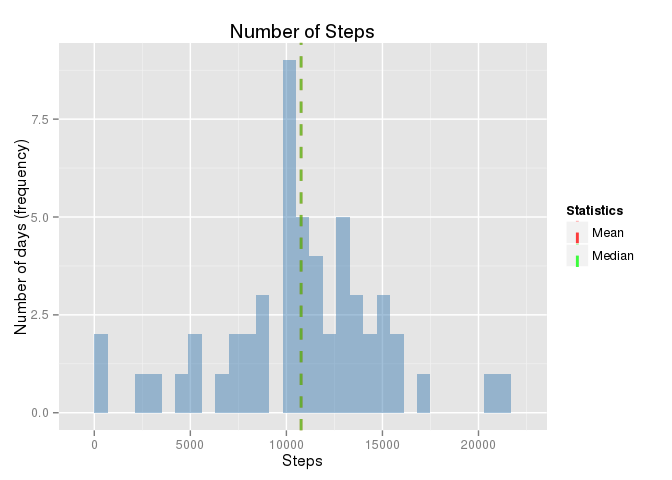 Number of Steps
Number of days (frequency)
7.5
5.0
2.5
0.0
0 5000 10000 15000 20000
Steps
Statistics
Mean
Median